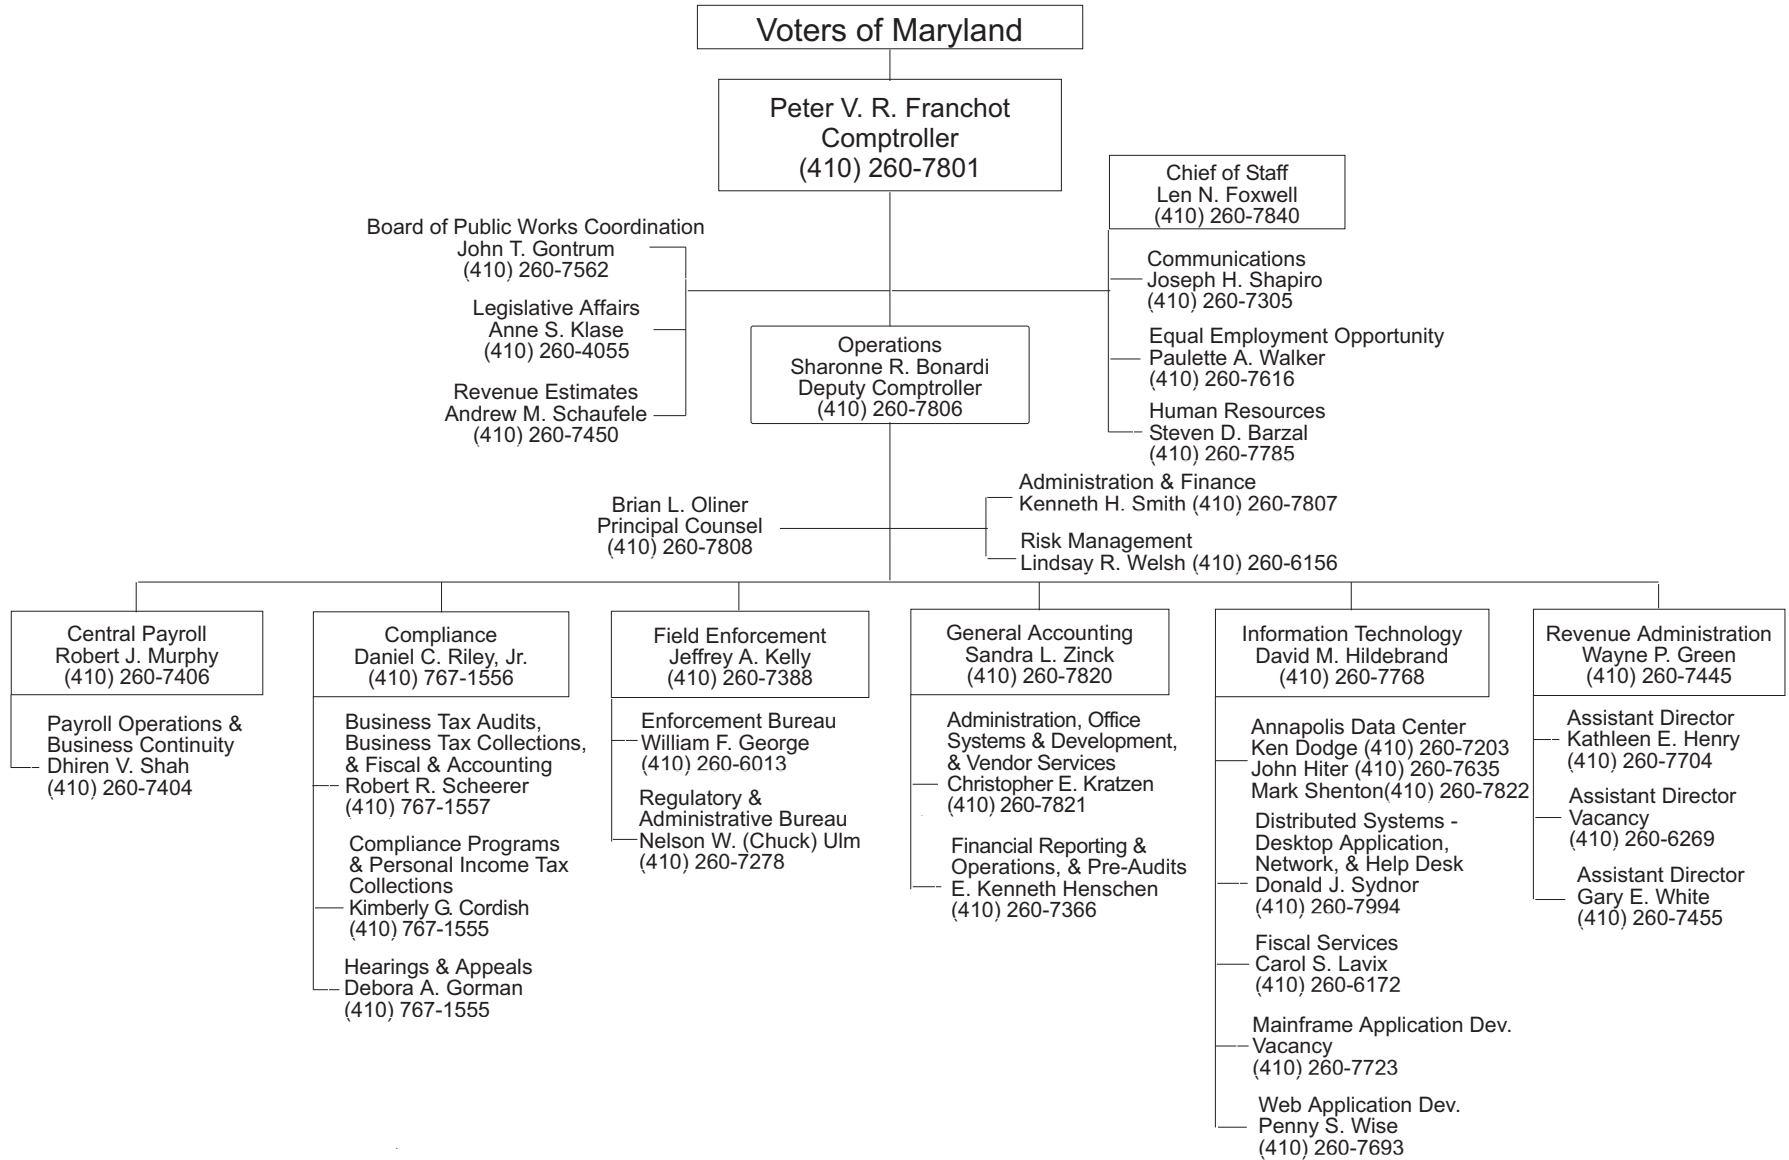 Voters of Maryland
Peter V. R. Franchot
Comptroller
(410) 260-7801
Chief of Staff
Len N. Foxwell
(410) 260-7840
Board of Public Works Coordination
John T. Gontrum
(410) 260-7562
Legislative Affairs
Anne S. Klase
(410) 260-4055
Revenue Estimates
Andrew M. Schaufele
(410) 260-7450
Communications
Joseph H. Shapiro
(410) 260-7305
Equal Employment Opportunity
Paulette A. Walker
(410) 260-7616
Human Resources
Steven D. Barzal
(410) 260-7785
Operations
Sharonne R. Bonardi
Deputy Comptroller
(410) 260-7806
Brian L. Oliner
Principal Counsel
(410) 260-7808
Administration & Finance
Kenneth H. Smith (410) 260-7807
Risk Management
Lindsay R. Welsh (410) 260-6156
Central Payroll
Robert J. Murphy
(410) 260-7406
Payroll Operations &
Business Continuity
Dhiren V. Shah
(410) 260-7404
Compliance
Daniel C. Riley, Jr.
(410) 767-1556
Business Tax Audits,
Business Tax Collections,
& Fiscal & Accounting
Robert R. Scheerer
(410) 767-1557
Compliance Programs
& Personal Income Tax
Collections
Kimberly G. Cordish
(410) 767-1555
Hearings & Appeals
Debora A. Gorman
(410) 767-1555
Field Enforcement
Jeffrey A. Kelly
(410) 260-7388
Enforcement Bureau
William F. George
(410) 260-6013
Regulatory &
Administrative Bureau
Nelson W. (Chuck) Ulm
(410) 260-7278
General Accounting
Sandra L. Zinck
(410) 260-7820
Administration, Office
Systems & Development,
& Vendor Services
Christopher E. Kratzen
(410) 260-7821
Financial Reporting &
Operations, & Pre-Audits
E. Kenneth Henschen
(410) 260-7366
Information Technology
David M. Hildebrand
(410) 260-7768
Annapolis Data Center
Ken Dodge (410) 260-7203
John Hiter (410) 260-7635
Mark Shenton(410) 260-7822
Distributed Systems -
Desktop Application,
Network, & Help Desk
Donald J. Sydnor
(410) 260-7994
Fiscal Services
Carol S. Lavix
(410) 260-6172
Mainframe Application Dev.
Vacancy
(410) 260-7723
Web Application Dev.
Penny S. Wise
(410) 260-7693
Revenue Administration
Wayne P. Green
(410) 260-7445
Assistant Director
Kathleen E. Henry
(410) 260-7704
Assistant Director
Vacancy
(410) 260-6269
Assistant Director
Gary E. White
(410) 260-7455